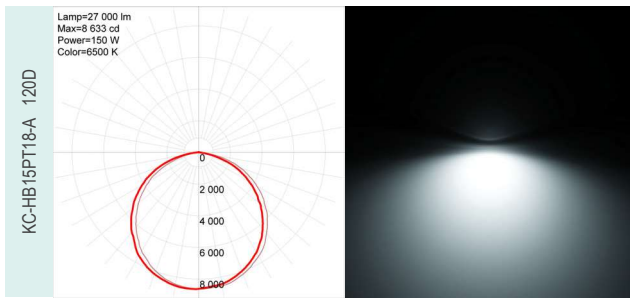 KC-HB15PT18-A 120D
Lamp=27 000 lm
Max=8 633 cd
Power=150 W
Color=6500 K
0
2 000
4 000
6 000
8 000